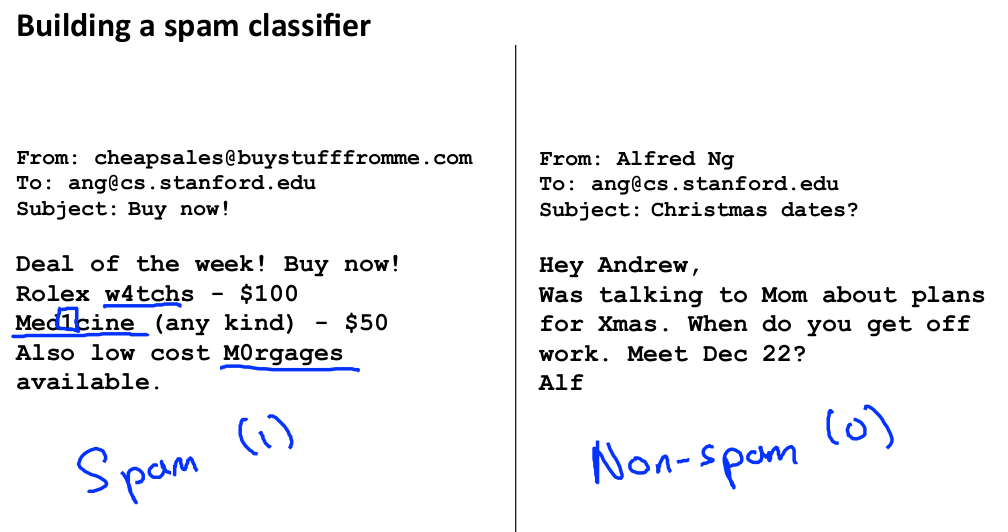 Building a spam classifier
From: cheapsales@buystufffromme.com
To: ang@cs.stanford.edu
Subject: Buy now!
Deal of the week! Buy now!
Rolex w4tchs - $100
Med1cine (any kind) - $50
Also low cost M0rgages
available.
Spam (1)
From: Alfred Ng
To: ang@cs.stanford.edu
Subject: Christmas dates?
Hey Andrew,
Was talking to Mom about plans
for Xmas. When do you get off
work. Meet Dec 22?
Alf
Non-spam (0)